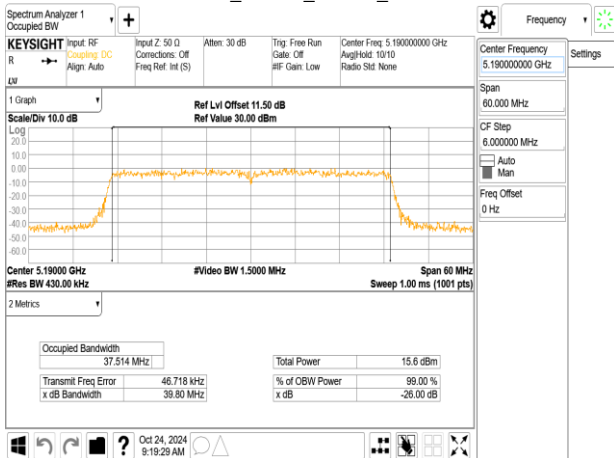 Spectrum Analyzer 1
Occupied BW
Frequency
KEYSIGHT
R
LXI
Input: RF
Coupling: DC
Align: Auto
Input Z: 50 Ω
Corrections: Off
Freq Ref: Int (S)
Atten: 30 dB
Trig: Free Run
Gate: Off
#IF Gain: Low
Center Freq: 5.190000000 GHz
Avg|Hold: 10/10
Radio Std: None
Center Frequency
5.190000000 GHz
Settings
Span
60.000 MHz
CF Step
6.000000 MHz
Auto
Man
Freq Offset
0 Hz
1 Graph
Scale/Div 10.0 dB
Ref Lvl Offset 11.50 dB
Ref Value 30.00 dBm
Log
20.0
10.0
0.00
-10.0
-20.0
-30.0
-40.0
-50.0
-60.0
Center 5.19000 GHz
#Res BW 430.00 kHz
#Video BW 1.5000 MHz
Span 60 MHz
Sweep 1.00 ms (1001 pts)
2 Metrics
Occupied Bandwidth
37.514 MHz
Transmit Freq Error 46.718 kHz
x dB Bandwidth 39.80 MHz
Total Power 15.6 dBm
% of OBW Power 99.00 %
x dB -26.00 dB
?
Oct 24, 2024
9:19:29 AM